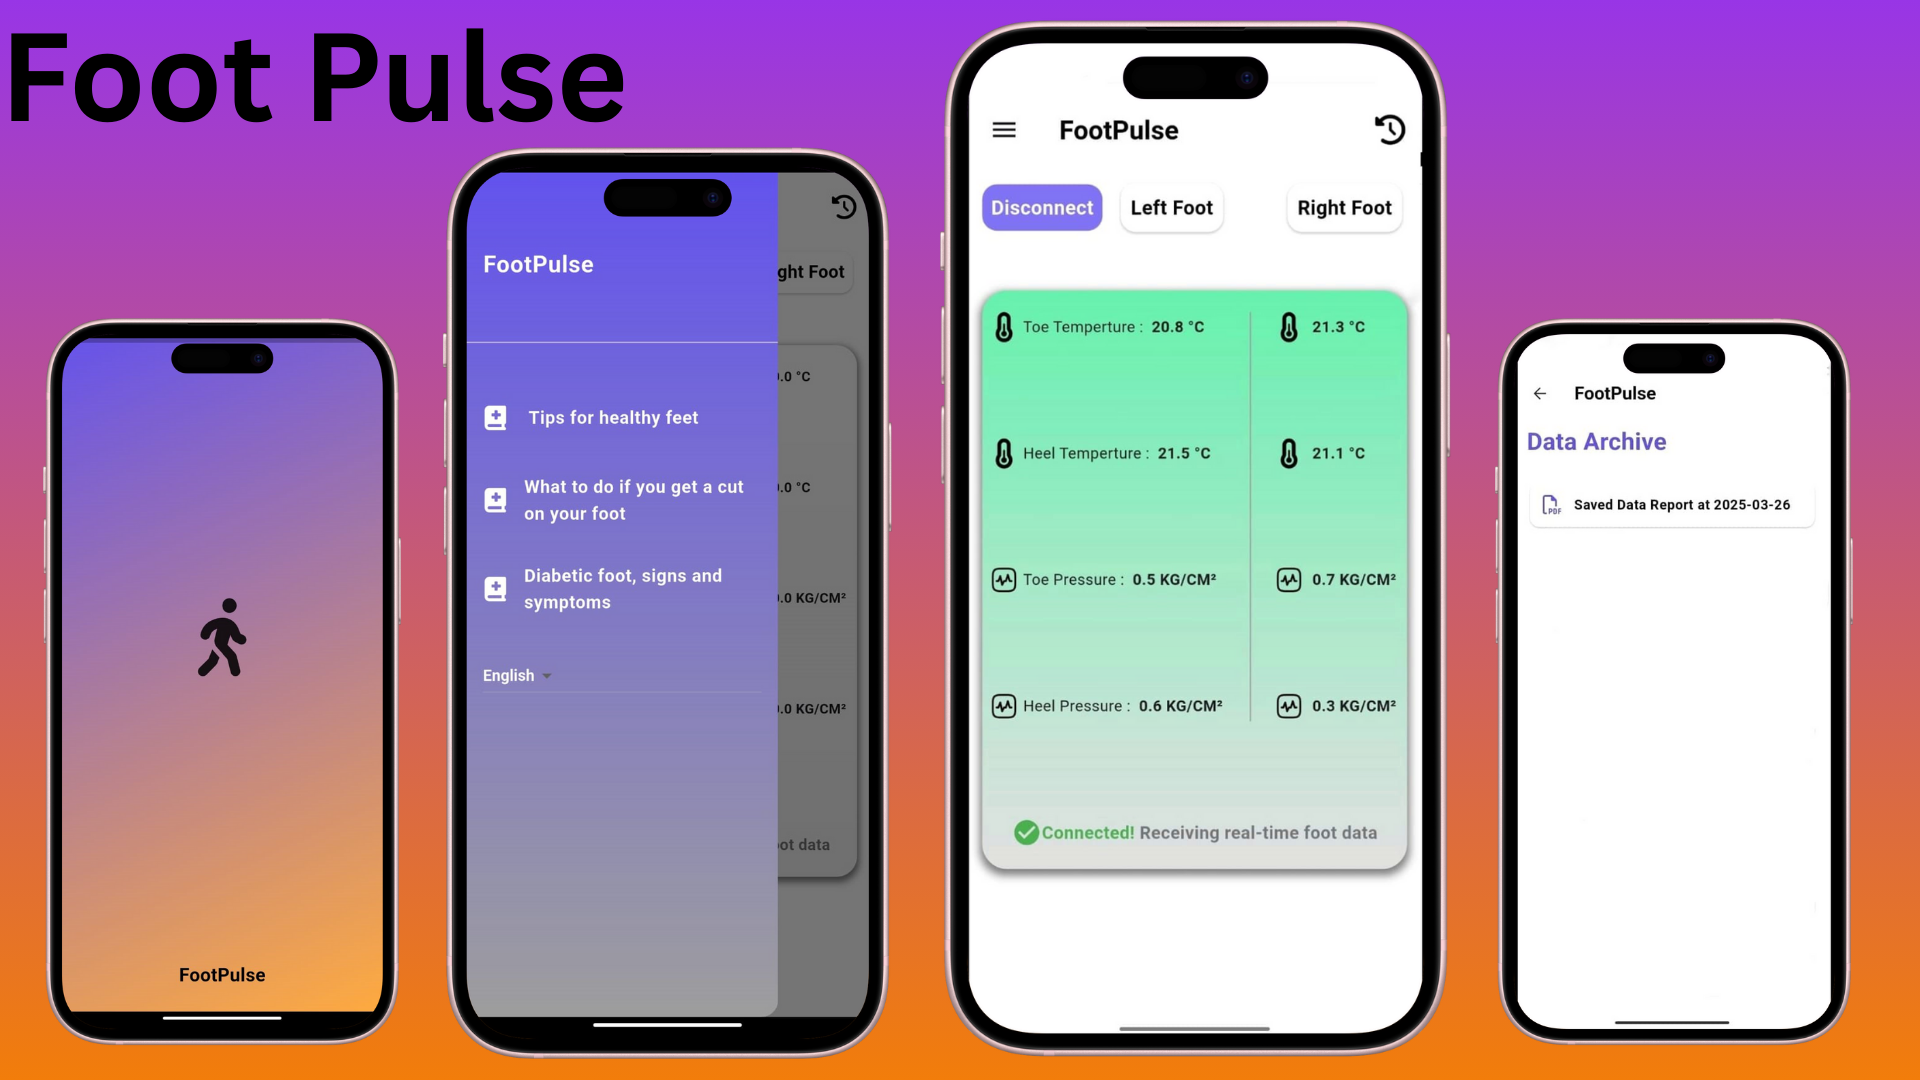 Foot Pulse
FootPulse
FootPulse
Tips for healthy feet
What to do if you get a cut
on your foot
Diabetic foot, signs and
symptoms
English
ght Foot
.0 °C
.0 °C
.0 KG/CM²
.0 KG/CM²
ot data
FootPulse
Disconnect Left Foot Right Foot
Toe Temperture : 20.8 °C 21.3 °C
Heel Temperture : 21.5 °C 21.1 °C
Toe Pressure : 0.5 KG/CM² 0.7 KG/CM²
Heel Pressure : 0.6 KG/CM² 0.3 KG/CM²
Connected! Receiving real-time foot data
FootPulse
Data Archive
PDF Saved Data Report at 2025-03-26